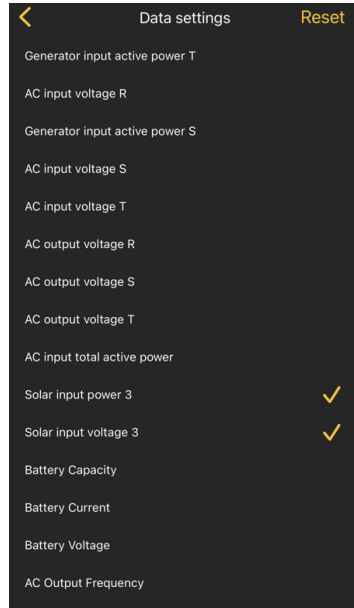 Data settings
Reset
Generator input active power T
AC input voltage R
Generator input active power S
AC input voltage S
AC input voltage T
AC output voltage R
AC output voltage S
AC output voltage T
AC input total active power
Solar input power 3
Solar input voltage 3
Battery Capacity
Battery Current
Battery Voltage
AC Output Frequency